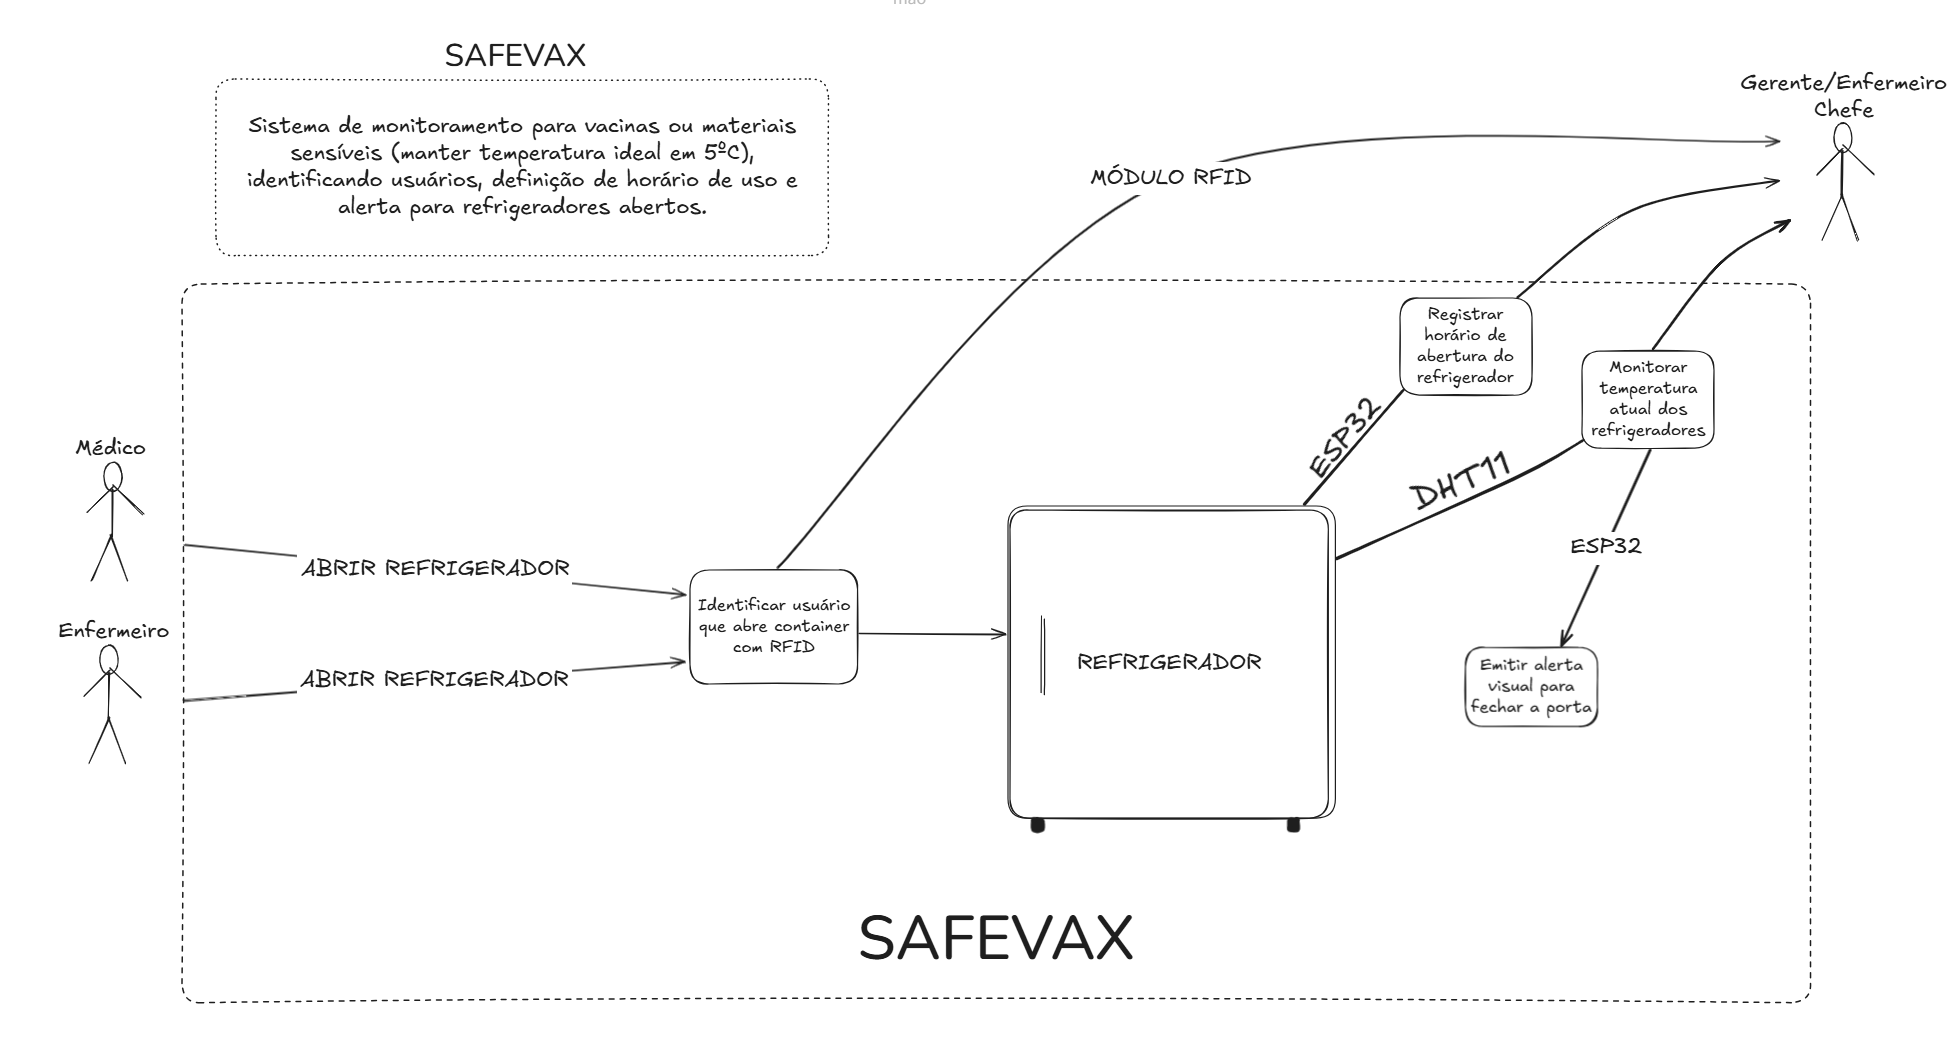 mão
SAFEVAX
Sistema de monitoramento para vacinas ou materiais
sensíveis (manter temperatura ideal em 5ºC),
identificando usuários, definição de horário de uso e
alerta para refrigeradores abertos.
Gerente/Enfermeiro
Chefe
MÓDULO RFID
Registrar
horário de
abertura do
refrigerador
Monitorar
temperatura
atual dos
refrigeradores
ESP32
DHT11
Médico
ABRIR REFRIGERADOR
Enfermeiro
ABRIR REFRIGERADOR
Identificar usuário
que abre container
com RFID
REFRIGERADOR
ESP32
Emitir alerta
visual para
fechar a porta
SAFEVAX